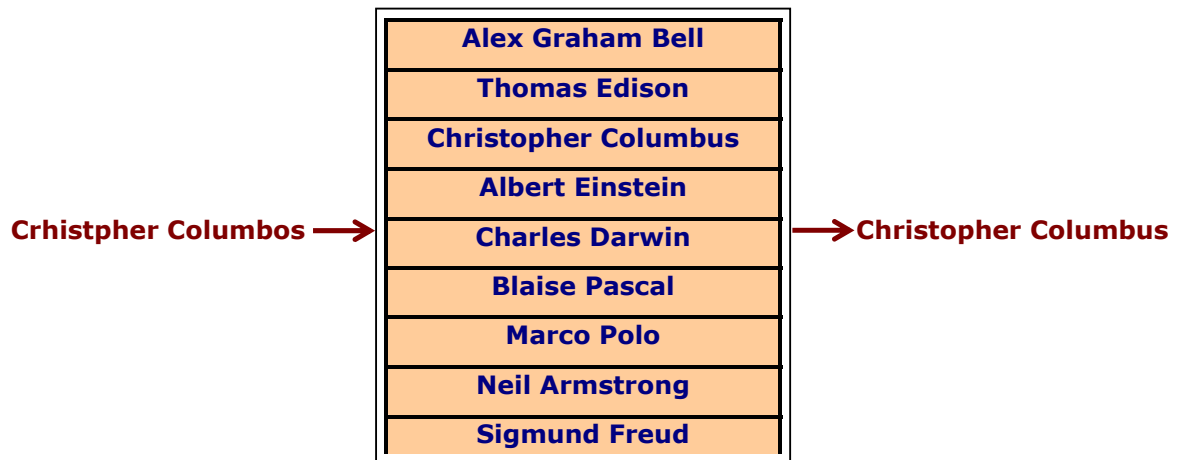 Alex Graham Bell
Thomas Edison
Christopher Columbus
Albert Einstein
Crhistpher Columbos
Charles Darwin
Christopher Columbus
Blaise Pascal
Marco Polo
Neil Armstrong
Sigmund Freud